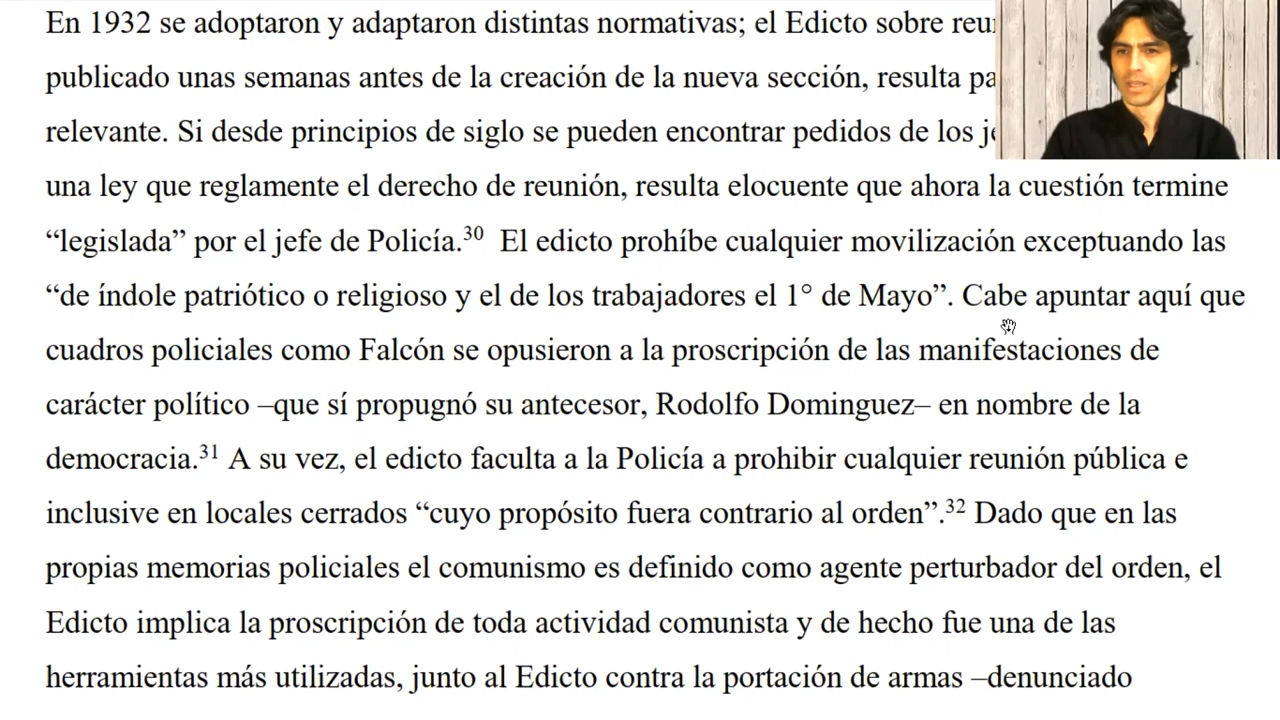 En 1932 se adoptaron y adaptaron distintas normativas; el Edicto sobre
publicado unas semanas antes de la creación de la nueva sección, resulta
relevante. Si desde principios de siglo se pueden encontrar pedidos de los
una ley que reglamente el derecho de reunión, resulta elocuente que ahora la cuestión termine
“legislada” por el jefe de Policía.³⁰ El edicto prohíbe cualquier movilización exceptuando las
“de índole patriótico o religioso y el de los trabajadores el 1° de Mayo”. Cabe apuntar aquí que
cuadros policiales como Falcón se opusieron a la proscripción de las manifestaciones de
carácter político –que sí propugnó su antecesor, Rodolfo Dominguez– en nombre de la
democracia.³¹ A su vez, el edicto faculta a la Policía a prohibir cualquier reunión pública e
inclusive en locales cerrados “cuyo propósito fuera contrario al orden”.³² Dado que en las
propias memorias policiales el comunismo es definido como agente perturbador del orden, el
Edicto implica la proscripción de toda actividad comunista y de hecho fue una de las
herramientas más utilizadas, junto al Edicto contra la portación de armas –denunciado